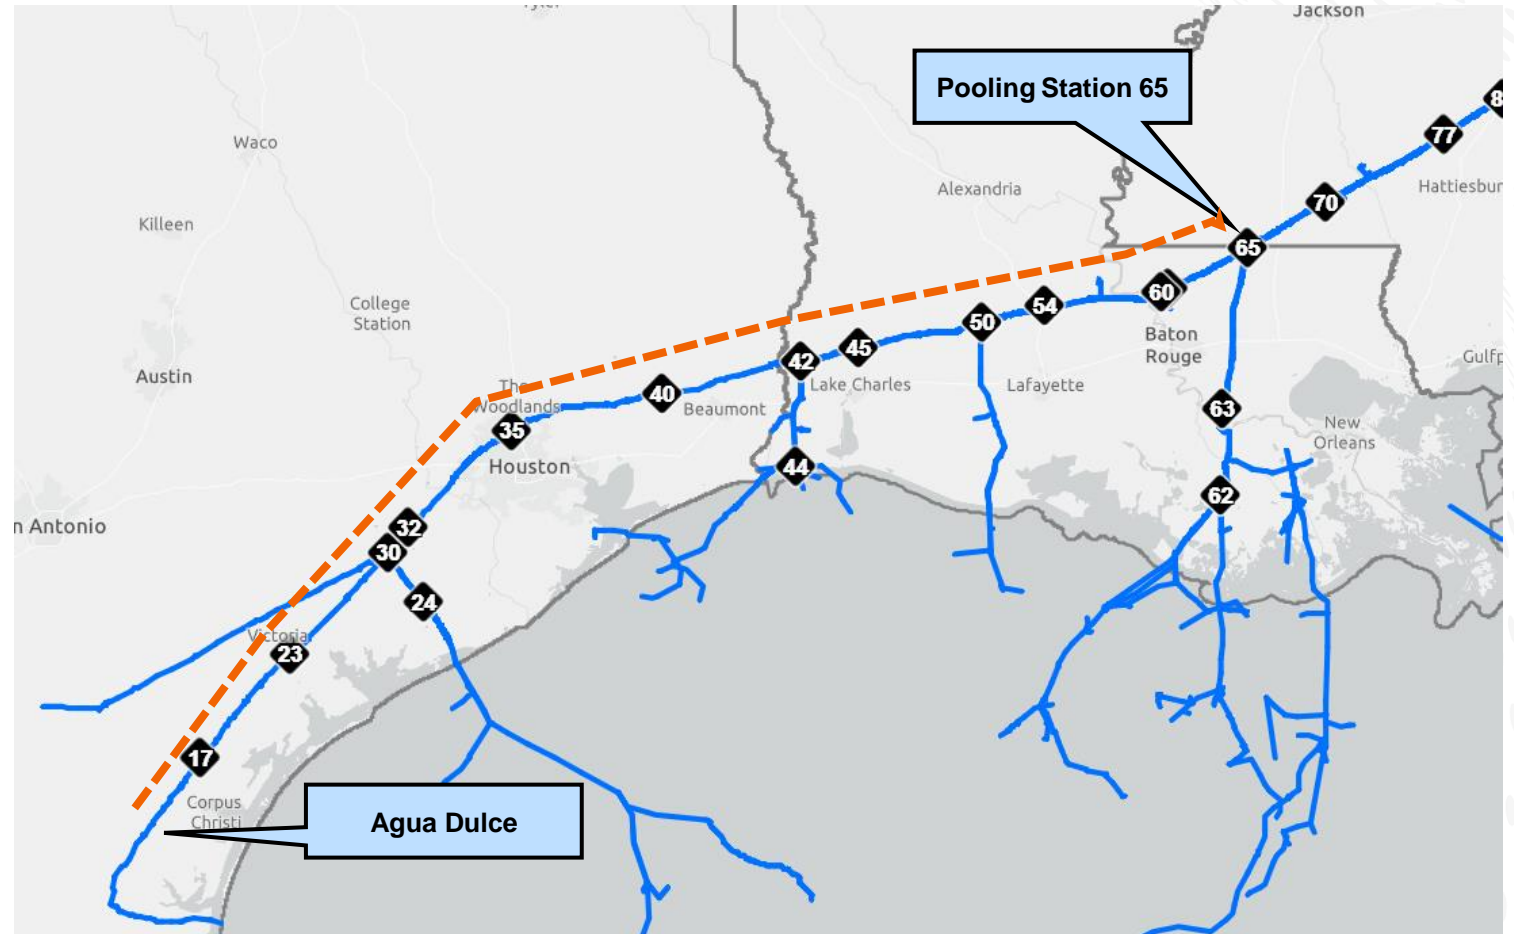 Jackson
Pooling Station 65
8
77
Waco
Alexandria
Hattiesbur
70
Killeen
65
College
Station
60
54
50
Baton
Rouge
45
42
Gulfp
Austin
The
Woodlands
40
Lake Charles
Lafayette
Beaumont
63
35
New
Orleans
Houston
44
62
n Antonio
32
30
24
Victoria
23
17
Corpus
Christi
Agua Dulce